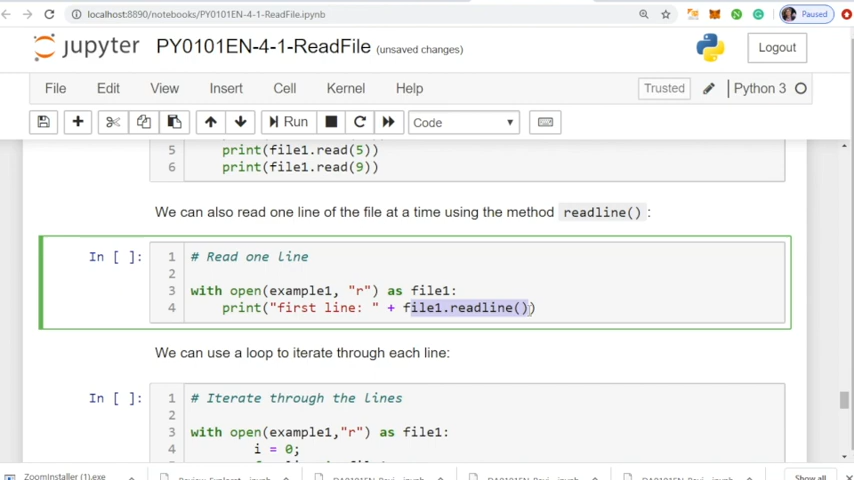 localhost:8890/notebooks/PY0101EN-4-1-ReadFile.ipynb
Paused
jupyter PY0101EN-4-1-ReadFile (unsaved changes)
Logout
File Edit View Insert Cell Kernel Help
Trusted Python 3
Run Code
5 print(file1.read(5))
6 print(file1.read(9))
We can also read one line of the file at a time using the method readline() :
In [ ]: 1 # Read one line
2
3 with open(example1, "r") as file1:
4 print("first line: " + file1.readline())
We can use a loop to iterate through each line:
In [ ]: 1 # Iterate through the lines
2
3 with open(example1,"r") as file1:
4 i = 0;
ZoomInstaller (1).exe
Show all